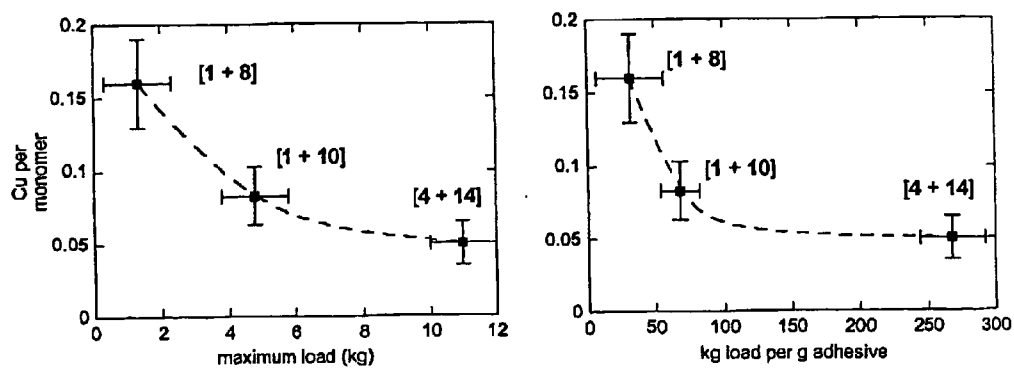 0.2
0.15
0.1
0.05
0
Cu per
monomer
[1 + 8]
[1 + 10]
[4 + 14]
0 2 4 6 8 10 12
maximum load (kg)
0.2
0.15
0.1
0.05
0
[1 + 8]
[1 + 10]
[4 + 14]
0 50 100 150 200 250 300
kg load per g adhesive